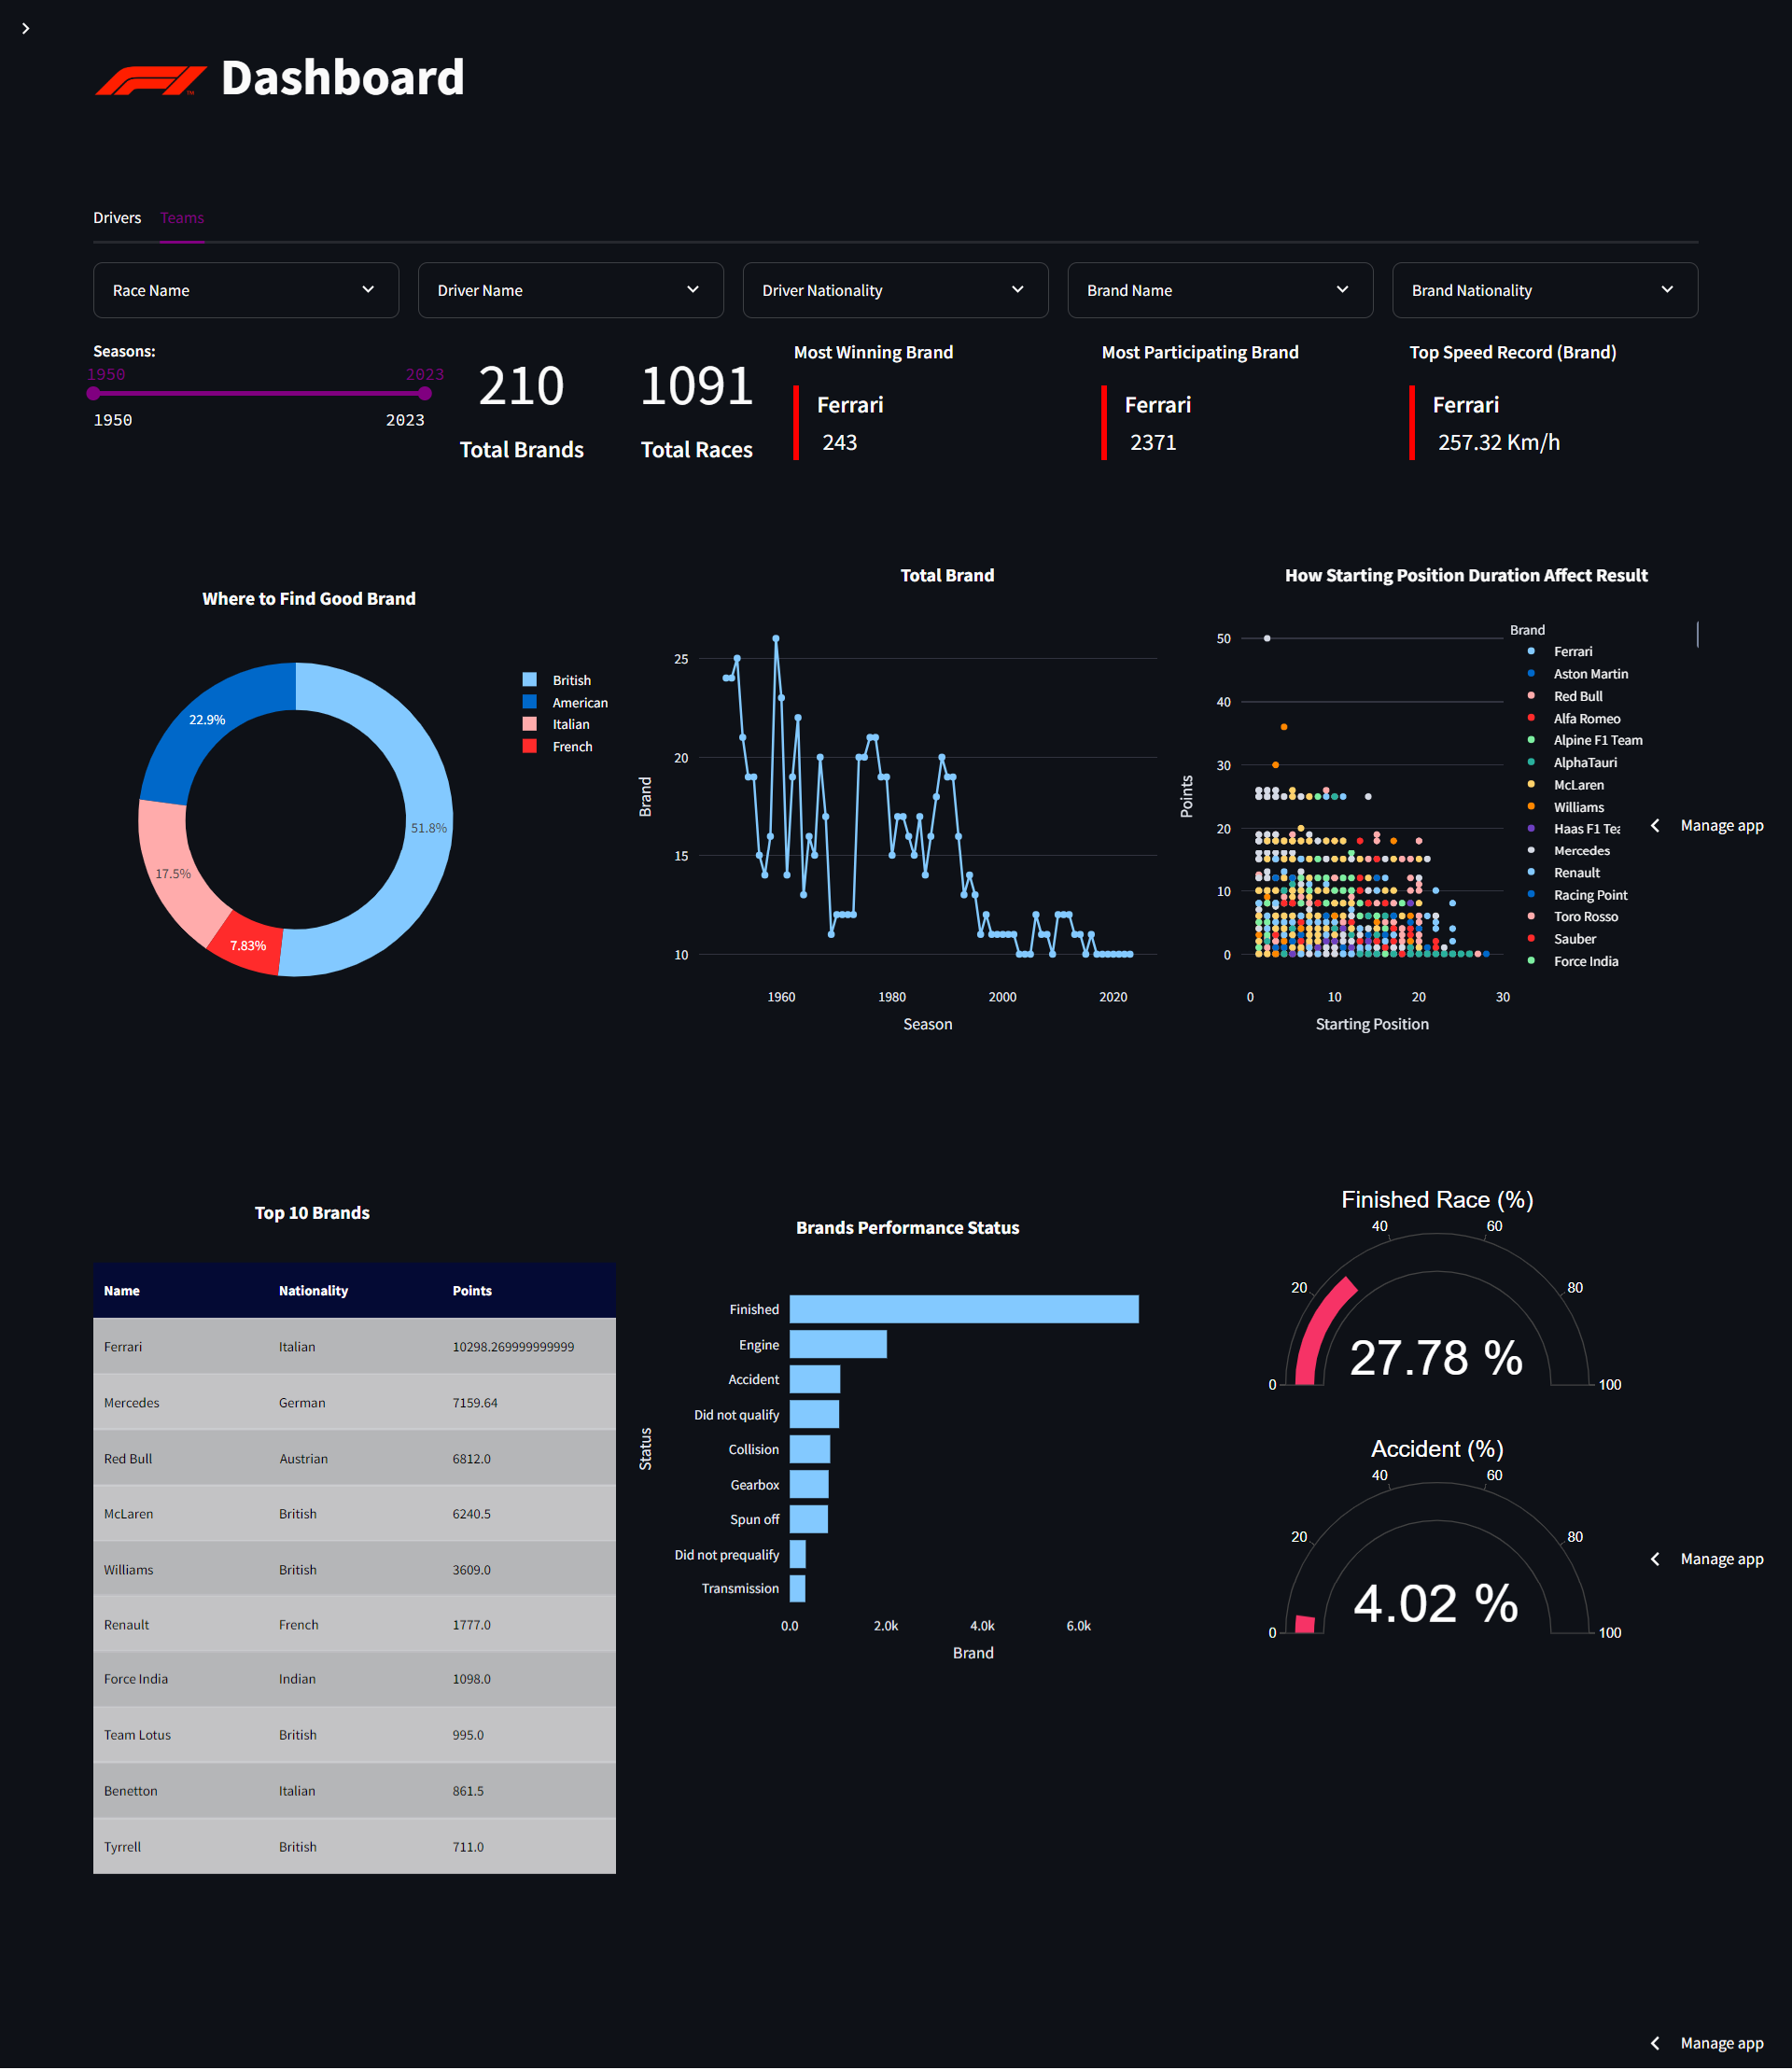 F1 Dashboard
Drivers Teams
Race Name Driver Name Driver Nationality Brand Name Brand Nationality
Seasons:
1950 2023
1950 2023
210
Total Brands
1091
Total Races
Most Winning Brand
Ferrari
243
Most Participating Brand
Ferrari
2371
Top Speed Record (Brand)
Ferrari
257.32 Km/h
Where to Find Good Brand
22.9%
51.8%
17.5%
7.83%
British
American
Italian
French
Total Brand
25
20
15
10
Brand
1960 1980 2000 2020
Season
How Starting Position Duration Affect Result
50
40
30
20
10
0
Points
0 10 20 30
Starting Position
Brand
Ferrari
Aston Martin
Red Bull
Alfa Romeo
Alpine F1 Team
AlphaTauri
McLaren
Williams
Haas F1 Tea
Mercedes
Renault
Racing Point
Toro Rosso
Sauber
Force India
Manage app
Top 10 Brands
Name Nationality Points
Ferrari Italian 10298.269999999999
Mercedes German 7159.64
Red Bull Austrian 6812.0
McLaren British 6240.5
Williams British 3609.0
Renault French 1777.0
Force India Indian 1098.0
Team Lotus British 995.0
Benetton Italian 861.5
Tyrrell British 711.0
Brands Performance Status
Status
Finished
Engine
Accident
Did not qualify
Collision
Gearbox
Spun off
Did not prequalify
Transmission
0.0 2.0k 4.0k 6.0k
Brand
Finished Race (%)
40 60
20 80
27.78 %
0 100
Accident (%)
40 60
20 80
4.02 %
0 100
Manage app
Manage app